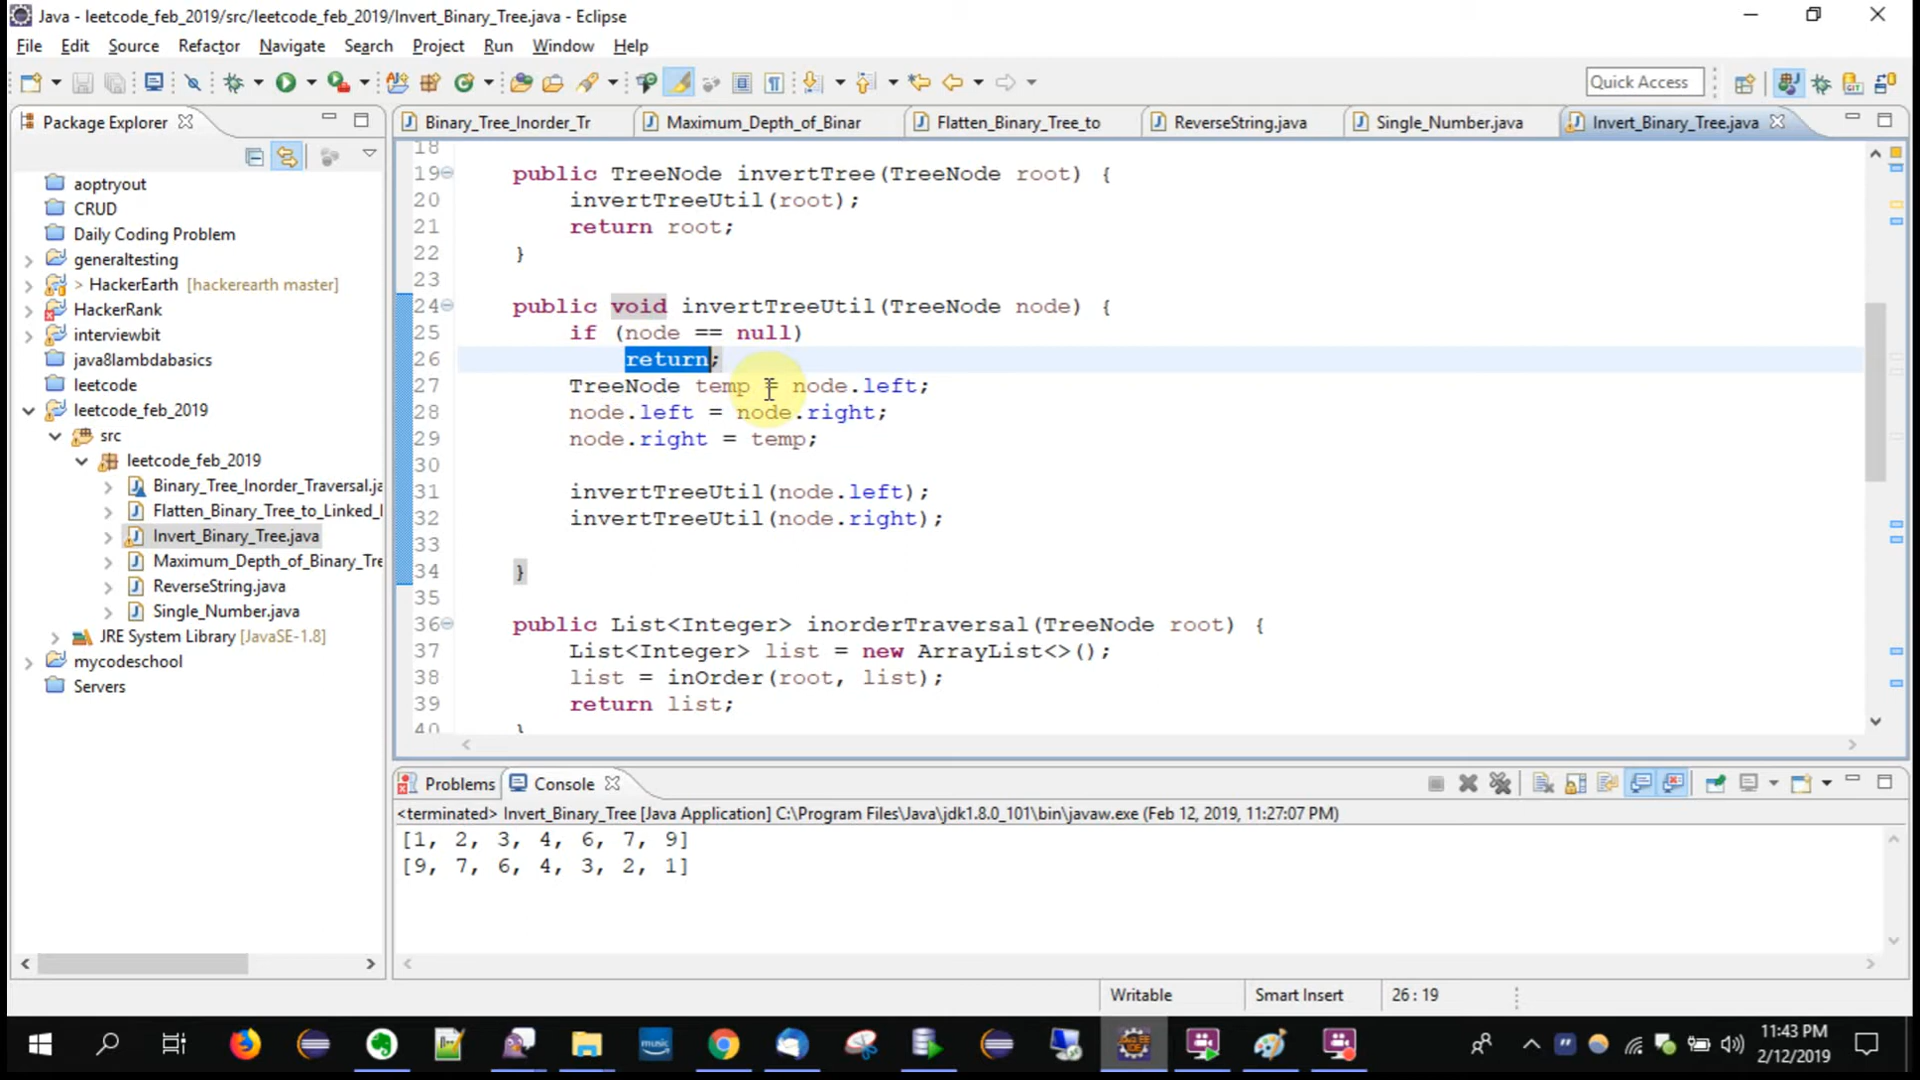 Java - leetcode_feb_2019/src/leetcode_feb_2019/Invert_Binary_Tree.java - Eclipse
File Edit Source Refactor Navigate Search Project Run Window Help
Quick Access
Package Explorer
Binary_Tree_Inorder_Tr Maximum_Depth_of_Binar Flatten_Binary_Tree_to ReverseString.java Single_Number.java Invert_Binary_Tree.java
aoptryout
CRUD
Daily Coding Problem
generaltesting
> HackerEarth [hackerearth master]
HackerRank
interviewbit
java8lambdabasics
leetcode
leetcode_feb_2019
src
leetcode_feb_2019
Binary_Tree_Inorder_Traversal.ja
Flatten_Binary_Tree_to_Linked_
Invert_Binary_Tree.java
Maximum_Depth_of_Binary_Tre
ReverseString.java
Single_Number.java
JRE System Library [JavaSE-1.8]
mycodeschool
Servers
18
19 public TreeNode invertTree(TreeNode root) {
20 invertTreeUtil(root);
21 return root;
22 }
23
24 public void invertTreeUtil(TreeNode node) {
25 if (node == null)
26 return;
27 TreeNode temp = node.left;
28 node.left = node.right;
29 node.right = temp;
30
31 invertTreeUtil(node.left);
32 invertTreeUtil(node.right);
33
34 }
35
36 public List<Integer> inorderTraversal(TreeNode root) {
37 List<Integer> list = new ArrayList<>();
38 list = inOrder(root, list);
39 return list;
40 }
Problems Console
<terminated> Invert_Binary_Tree [Java Application] C:\Program Files\Java\jdk1.8.0_101\bin\javaw.exe (Feb 12, 2019, 11:27:07 PM)
[1, 2, 3, 4, 6, 7, 9]
[9, 7, 6, 4, 3, 2, 1]
Writable Smart Insert 26 : 19
music
11:43 PM
2/12/2019